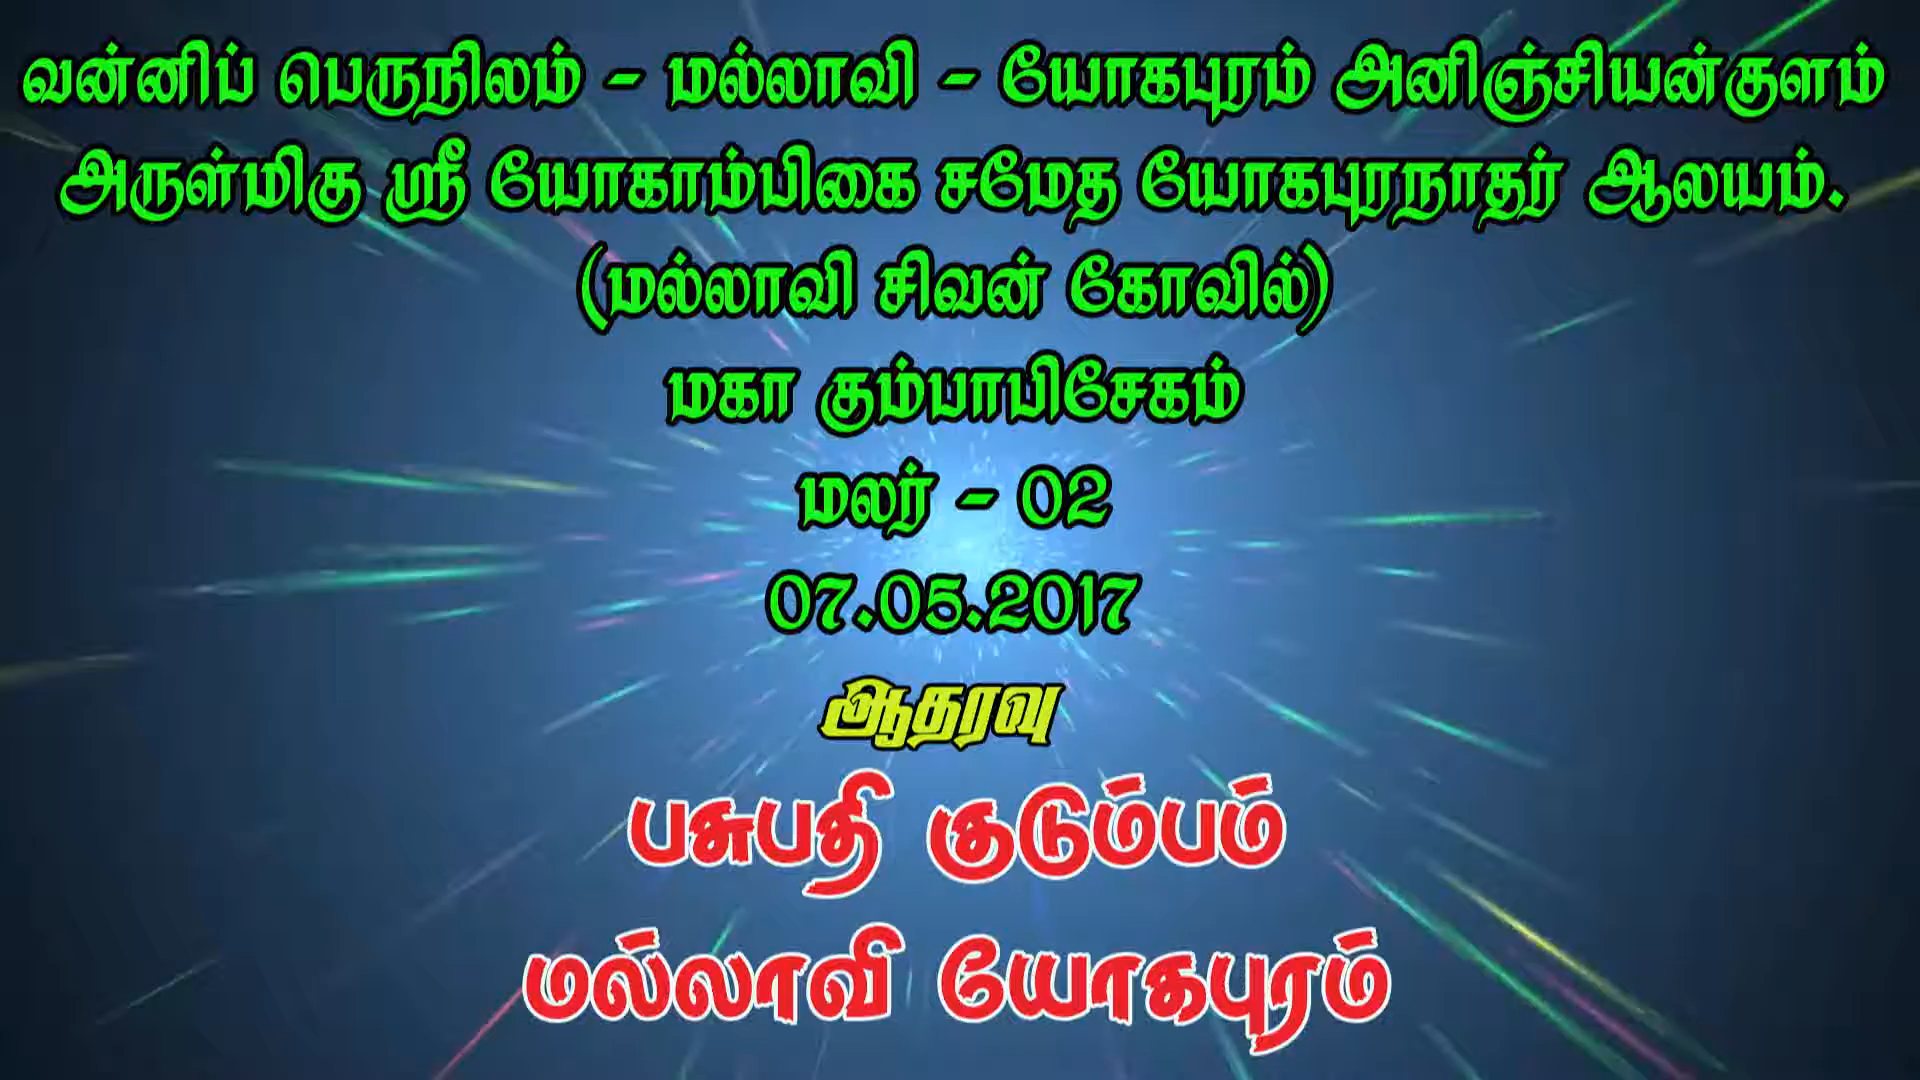 வன்னிப் பெருநிலம் - மல்லாவி - யோகபுரம் அனிஞ்சியன்குளம்
அருள்மிகு ஸ்ரீ யோகாம்பிகை சமேத யோகபுரநாதர் ஆலயம்.
(மல்லாவி சிவன் கோவில்)
மகா கும்பாபிசேகம்
மலர் - 02
07.05.2017
ஆதரவு
பசுபதி குடும்பம்
மல்லாவி யோகபுரம்